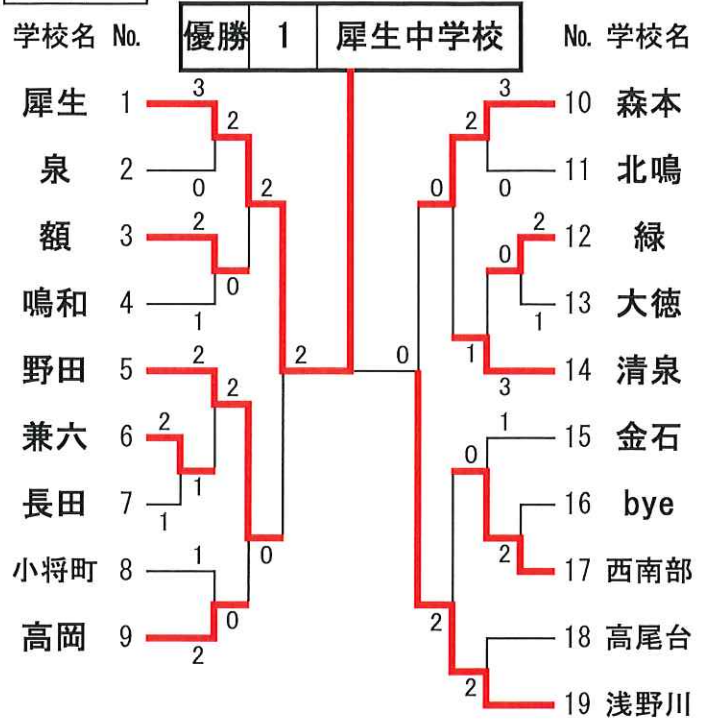 優勝 1 犀生中学校
学校名 No.
犀生 1
泉 2
額 3
鳴和 4
野田 5
兼六 6
長田 7
小将町 8
高岡 9
3
0
2
1
2
2
1
1
1
2
2
0
2
0
2
0
2
0
No. 学校名
10 森本
11 北鳴
12 緑
13 大徳
14 清泉
15 金石
16 bye
17 西南部
18 高尾台
19 浅野川
3
0
2
1
0
3
2
1
1
2
0
2
0
2
0